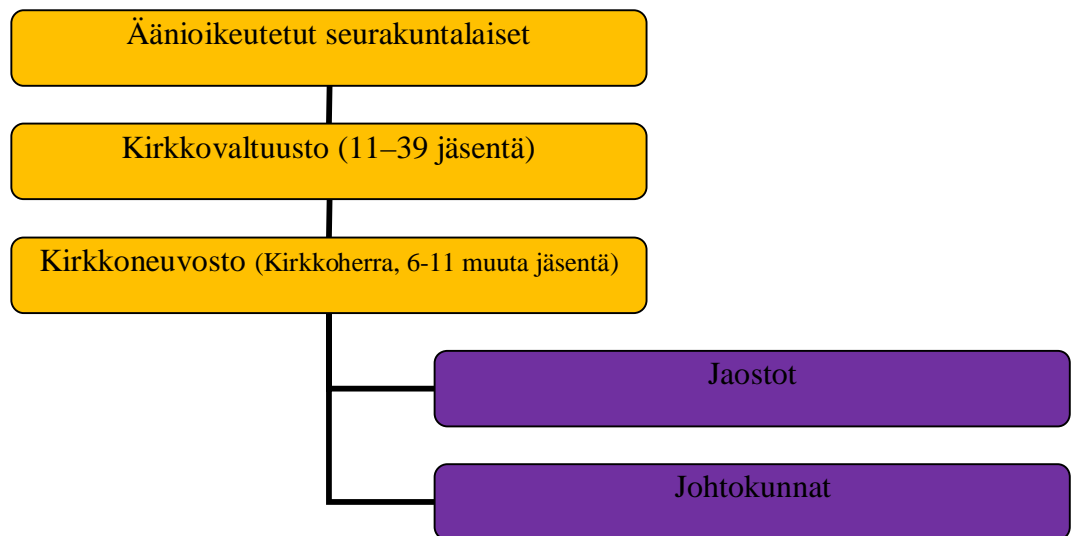 Äänioikeutetut seurakuntalaiset
Kirkkovaltuusto (11–39 jäsentä)
Kirkkoneuvosto (Kirkkoherra, 6-11 muuta jäsentä)
Jaostot
Johtokunnat